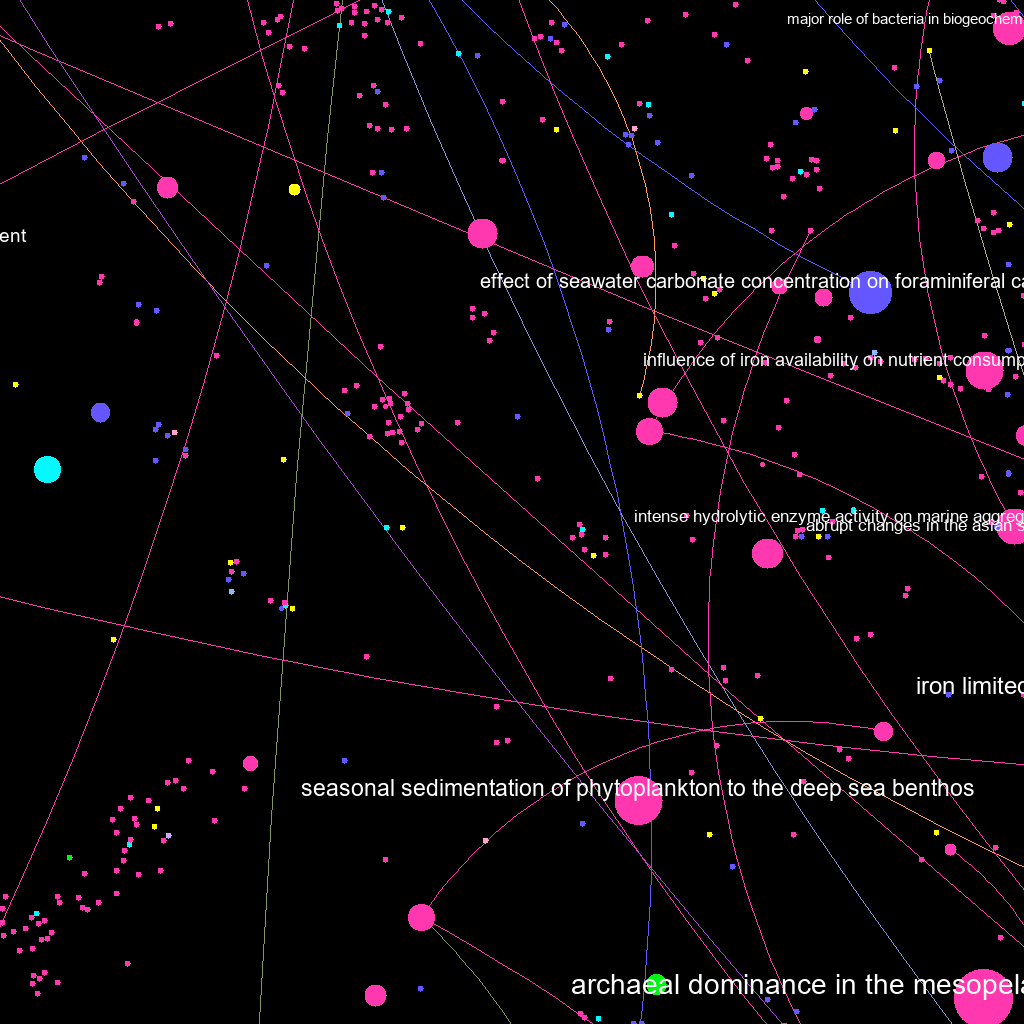 major role of bacteria in biogeochem
ent
effect of seawater carbonate concentration on foraminiferal ca
influence of iron availability on nutrient consump
intense hydrolytic enzyme activity on marine aggreg
abrupt changes in the asian s
iron limited
seasonal sedimentation of phytoplankton to the deep sea benthos
archaeal dominance in the mesopela